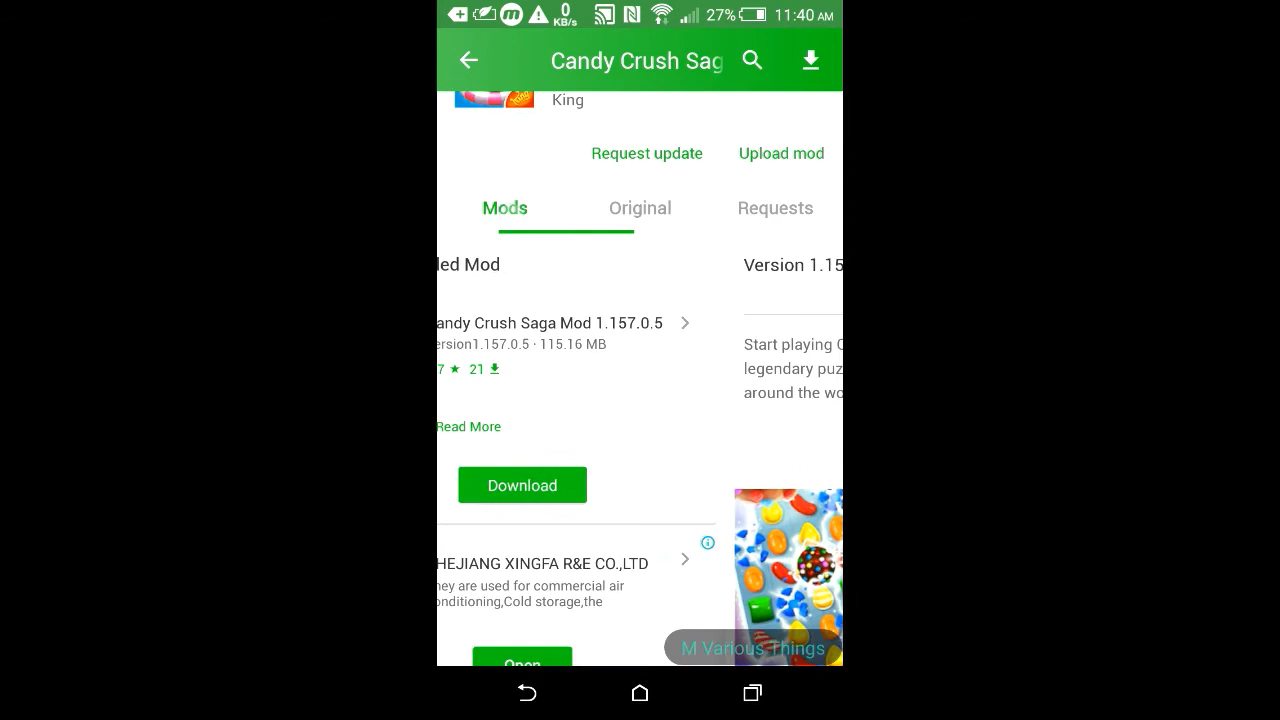 0
KB/s
27%
11:40 AM
Candy Crush Sag
King
Request update
Upload mod
Mods
Original
Requests
led Mod
Version 1.15
andy Crush Saga Mod 1.157.0.5
ersion1.157.0.5 · 115.16 MB
7 ★ 21
Start playing C
legendary puz
around the wo
Read More
Download
HEJIANG XINGFA R&E CO.,LTD
hey are used for commercial air
onditioning,Cold storage,the
Open
M Various Things